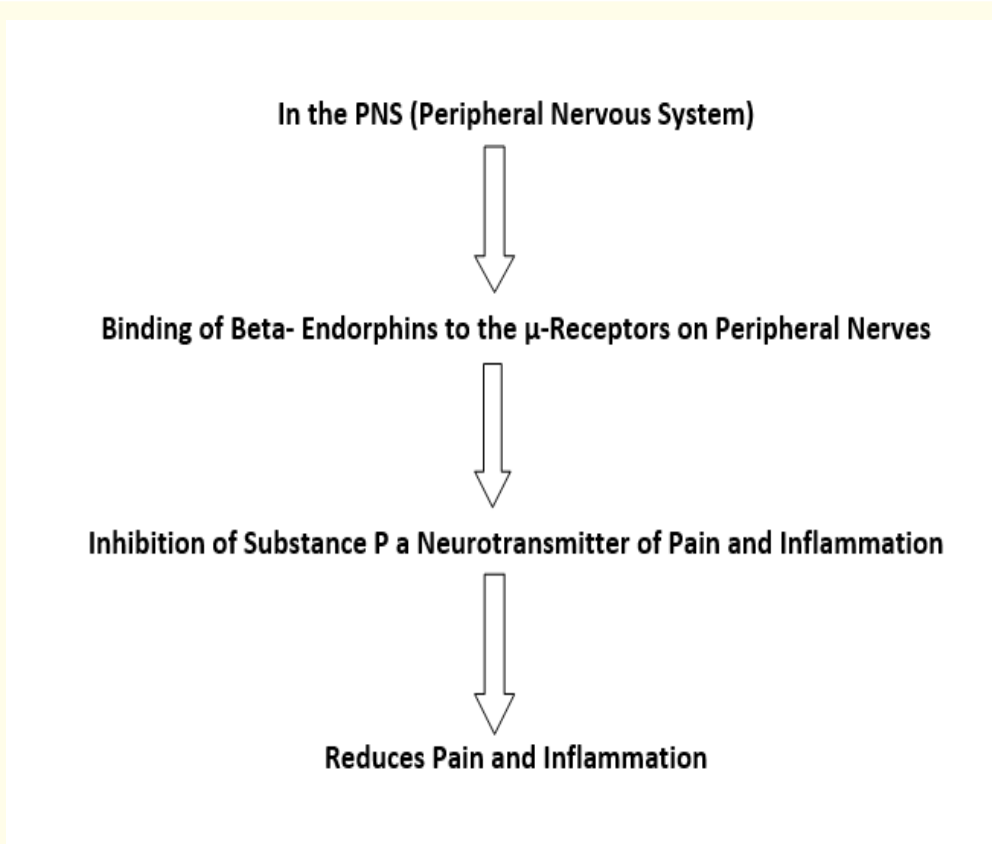 In the PNS (Peripheral Nervous System)
Binding of Beta- Endorphins to the µ-Receptors on Peripheral Nerves
Inhibition of Substance P a Neurotransmitter of Pain and Inflammation
Reduces Pain and Inflammation